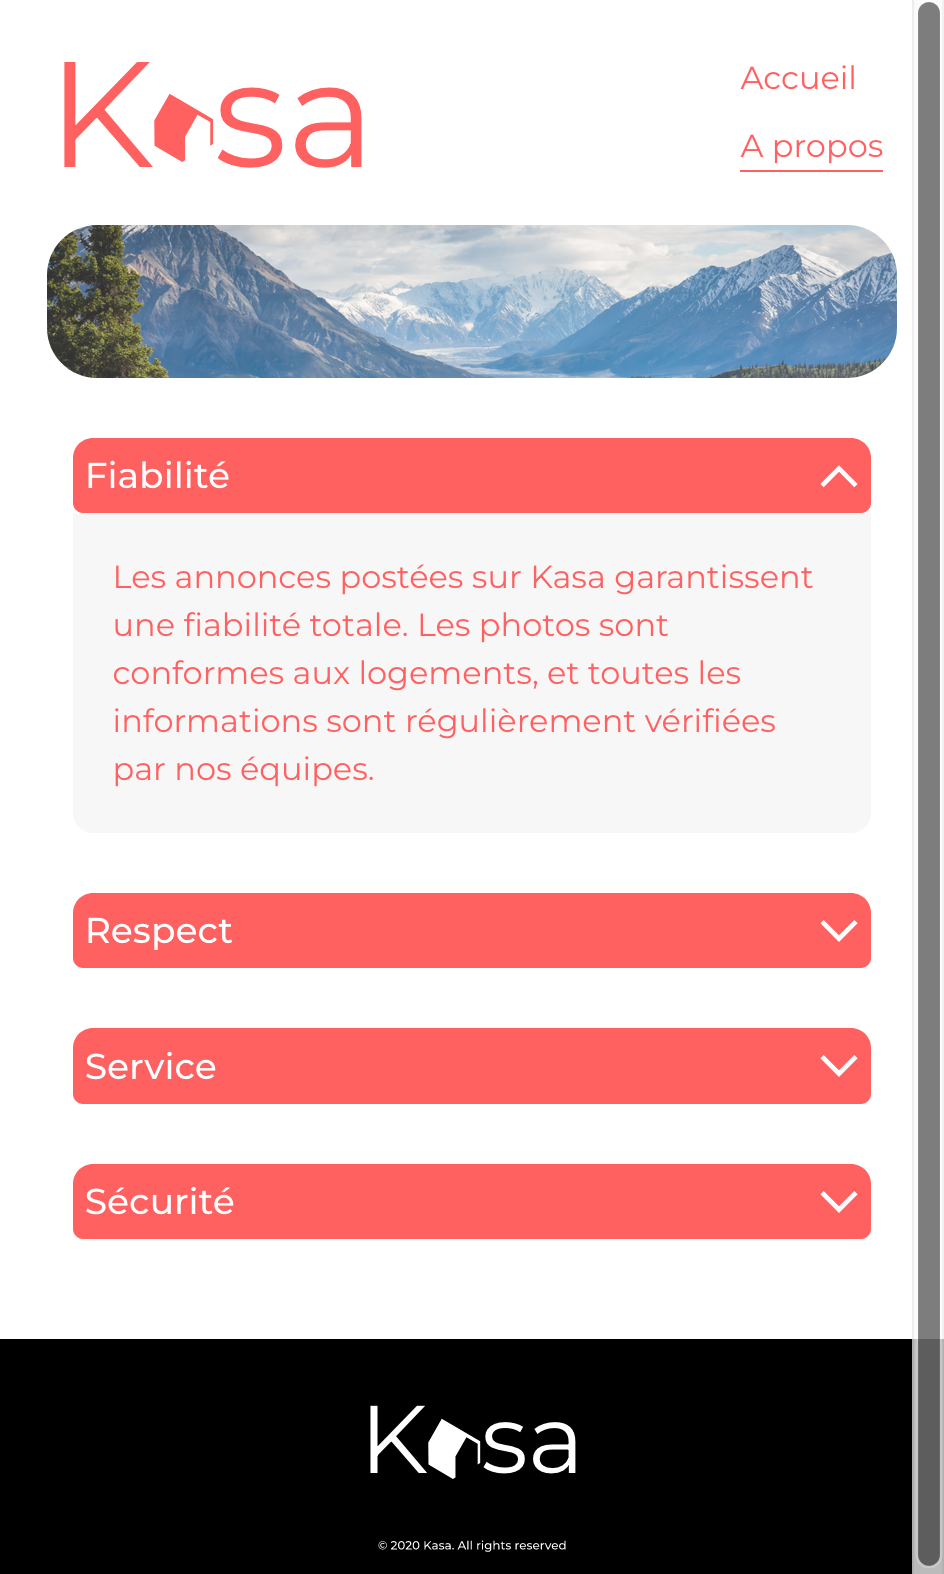 Kasa
Accueil
A propos
Fiabilité
Les annonces postées sur Kasa garantissent
une fiabilité totale. Les photos sont
conformes aux logements, et toutes les
informations sont régulièrement vérifiées
par nos équipes.
Respect
Service
Sécurité
Kasa
© 2020 Kasa. All rights reserved